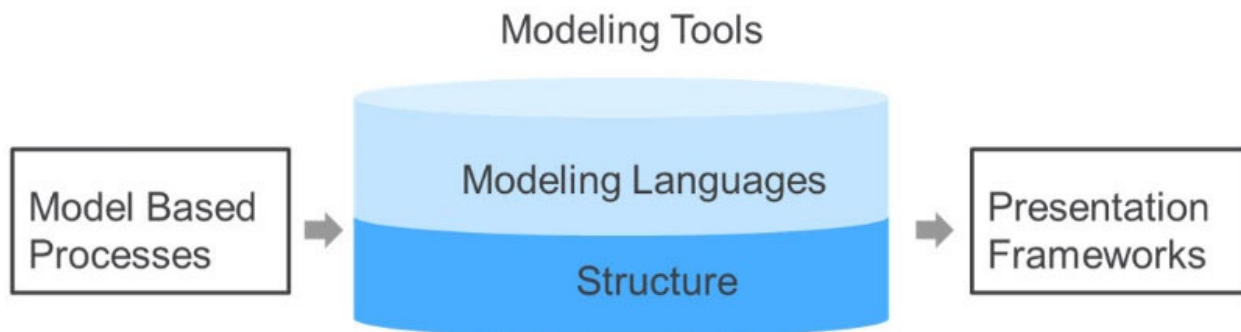 Modeling Tools
Model Based
Processes
Modeling Languages
Structure
Presentation
Frameworks